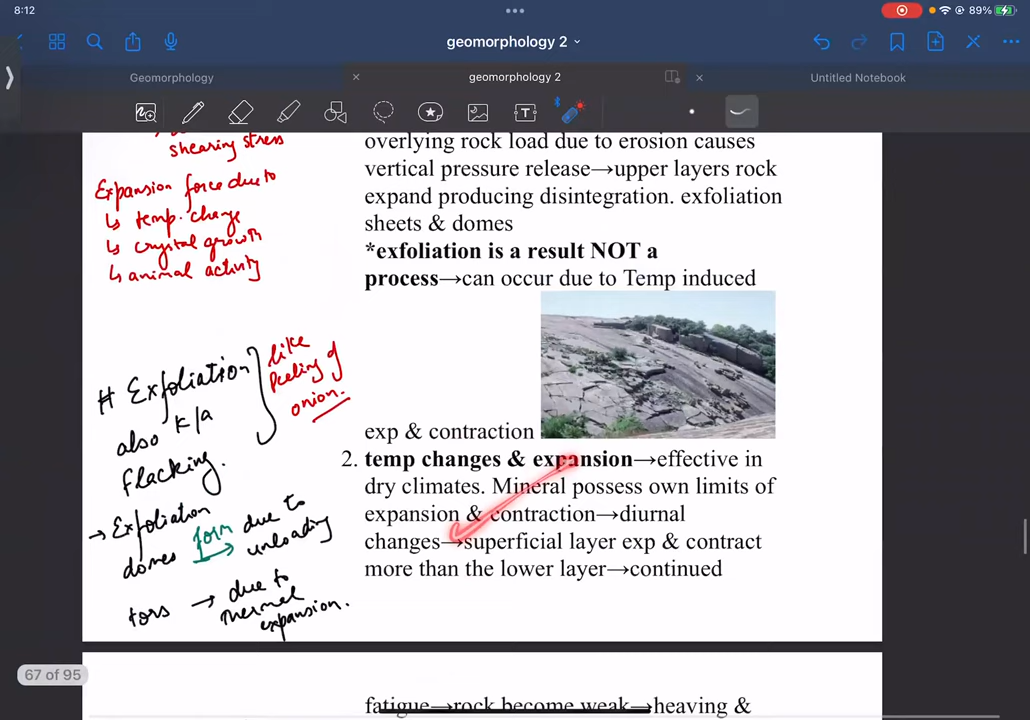 8:12
89%
geomorphology 2
Geomorphology
geomorphology 2
Untitled Notebook
shearing stress
Expansion force due to
↳ temp. change
↳ crystal growth
↳ animal activity
# Exfoliation
also k/a
flacking.
like
peeling of
onion.
→ Exfoliation
domes form due to
unloading
tors → due to
thermal
expansion.
overlying rock load due to erosion causes
vertical pressure release→upper layers rock
expand producing disintegration. exfoliation
sheets & domes
*exfoliation is a result NOT a
process→can occur due to Temp induced
exp & contraction
2. temp changes & expansion→effective in
dry climates. Mineral possess own limits of
expansion & contraction→diurnal
changes→superficial layer exp & contract
more than the lower layer→continued
67 of 95
fatigue→rock become weak→heaving &